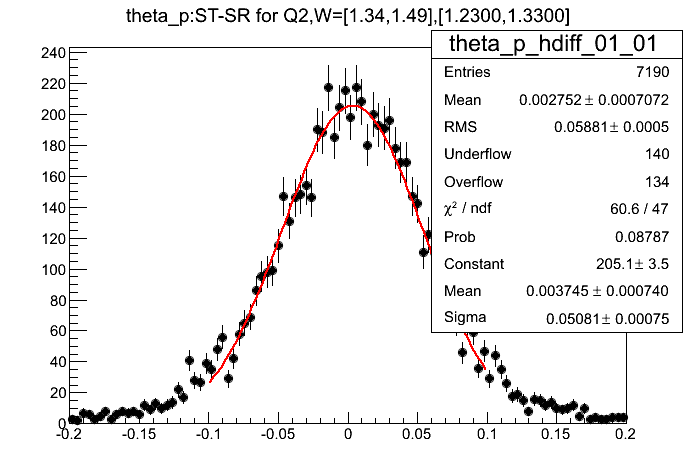 theta_p:ST-SR for Q2,W=[1.34,1.49],[1.2300,1.3300]
theta_p_hdiff_01_01
Entries 7190
Mean 0.002752 ± 0.0007072
RMS 0.05881 ± 0.0005
Underflow 140
Overflow 134
χ² / ndf 60.6 / 47
Prob 0.08787
Constant 205.1 ± 3.5
Mean 0.003745 ± 0.000740
Sigma 0.05081 ± 0.00075
240
220
200
180
160
140
120
100
80
60
40
20
0
-0.2 -0.15 -0.1 -0.05 0 0.05 0.1 0.15 0.2